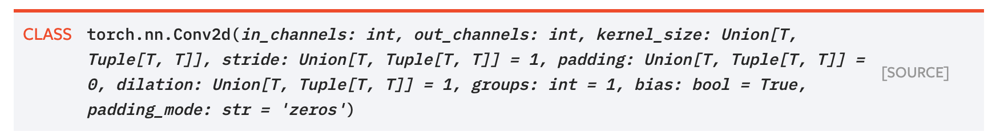 CLASS torch.nn.Conv2d(in_channels: int, out_channels: int, kernel_size: Union[T,
Tuple[T, T]], stride: Union[T, Tuple[T, T]] = 1, padding: Union[T, Tuple[T, T]] =
[SOURCE]
0, dilation: Union[T, Tuple[T, T]] = 1, groups: int = 1, bias: bool = True,
padding_mode: str = 'zeros')